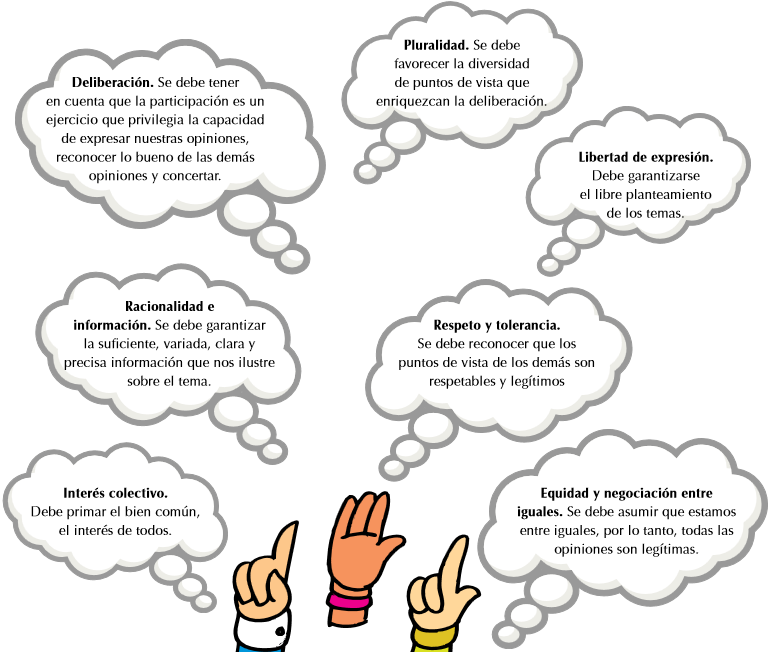 Deliberación. Se debe tener
en cuenta que la participación es un
ejercicio que privilegia la capacidad
de expresar nuestras opiniones,
reconocer lo bueno de las demás
opiniones y concertar.
Pluralidad. Se debe
favorecer la diversidad
de puntos de vista que
enriquezcan la deliberación.
Libertad de expresión.
Debe garantizarse
el libre planteamiento
de los temas.
Racionalidad e
información. Se debe garantizar
la suficiente, variada, clara y
precisa información que nos ilustre
sobre el tema.
Respeto y tolerancia.
Se debe reconocer que los
puntos de vista de los demás son
respetables y legítimos
Interés colectivo.
Debe primar el bien común,
el interés de todos.
Equidad y negociación entre
iguales. Se debe asumir que estamos
entre iguales, por lo tanto, todas las
opiniones son legítimas.